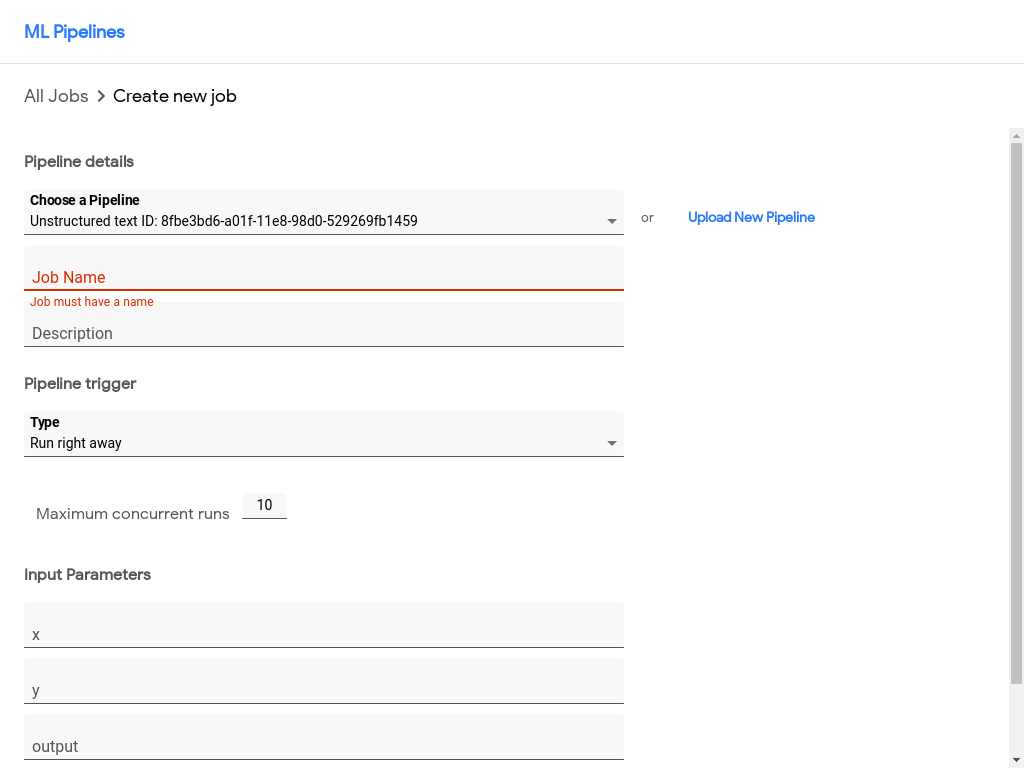 ML Pipelines
All Jobs > Create new job
Pipeline details
Choose a Pipeline
Unstructured text ID: 8fbe3bd6-a01f-11e8-98d0-529269fb1459
or
Upload New Pipeline
Job Name
Job must have a name
Description
Pipeline trigger
Type
Run right away
Maximum concurrent runs 10
Input Parameters
x
y
output